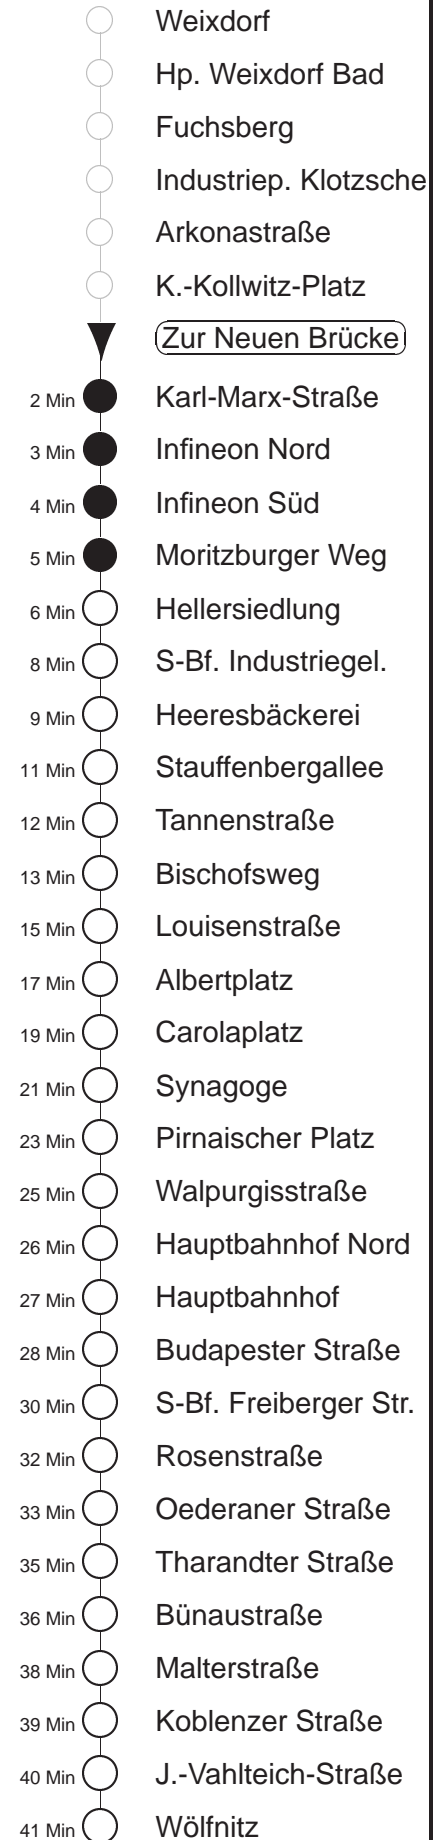 Weixdorf
Hp. Weixdorf Bad
Fuchsberg
Industriep. Klotzsche
Arkonastraße
K.-Kollwitz-Platz
Zur Neuen Brücke
2 Min Karl-Marx-Straße
3 Min Infineon Nord
4 Min Infineon Süd
5 Min Moritzburger Weg
6 Min Hellersiedlung
8 Min S-Bf. Industriegel.
9 Min Heeresbäckerei
11 Min Stauffenbergallee
12 Min Tannenstraße
13 Min Bischofsweg
15 Min Louisenstraße
17 Min Albertplatz
19 Min Carolaplatz
21 Min Synagoge
23 Min Pirnaischer Platz
25 Min Walpurgisstraße
26 Min Hauptbahnhof Nord
27 Min Hauptbahnhof
28 Min Budapester Straße
30 Min S-Bf. Freiberger Str.
32 Min Rosenstraße
33 Min Oederaner Straße
35 Min Tharandter Straße
36 Min Bünaustraße
38 Min Malterstraße
39 Min Koblenzer Straße
40 Min J.-Vahlteich-Straße
41 Min Wölfnitz